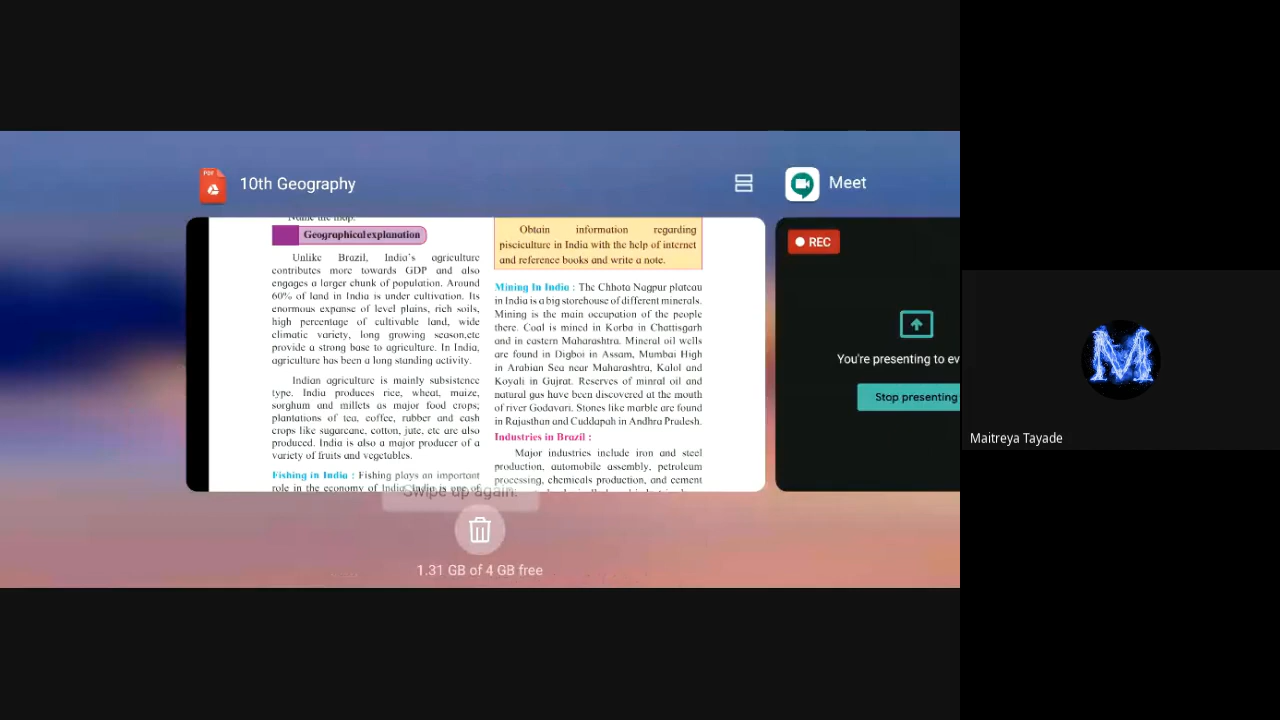 PDF
10th Geography
Meet
Geographical explanation
Unlike Brazil, India's agriculture
contributes more towards GDP and also
engages a larger chunk of population. Around
60% of land in India is under cultivation. Its
enormous expanse of level plains, rich soils,
high percentage of cultivable land, wide
climatic variety, long growing season,etc
provide a strong base to agriculture. In India,
agriculture has been a long standing activity.
Indian agriculture is mainly subsistence
type. India produces rice, wheat, maize,
sorghum and millets as major food crops;
plantations of tea, coffee, rubber and cash
crops like sugarcane, cotton, jute, etc are also
produced. India is also a major producer of a
variety of fruits and vegetables.
Fishing in India : Fishing plays an important
role in the economy of India. India is one of
Obtain information regarding
pisciculture in India with the help of internet
and reference books and write a note.
Mining In India : The Chhota Nagpur plateau
in India is a big storehouse of different minerals.
Mining is the main occupation of the people
there. Coal is mined in Korba in Chattisgarh
and in eastern Maharashtra. Mineral oil wells
are found in Digboi in Assam, Mumbai High
in Arabian Sea near Maharashtra, Kalol and
Koyali in Gujrat. Reserves of minral oil and
natural gas have been discovered at the mouth
of river Godavari. Stones like marble are found
in Rajasthan and Cuddapah in Andhra Pradesh.
Industries in Brazil :
Major industries include iron and steel
production, automobile assembly, petroleum
processing, chemicals production, and cement
REC
You're presenting to ev
Stop presenting
Swipe up again.
1.31 GB of 4 GB free
M
Maitreya Tayade